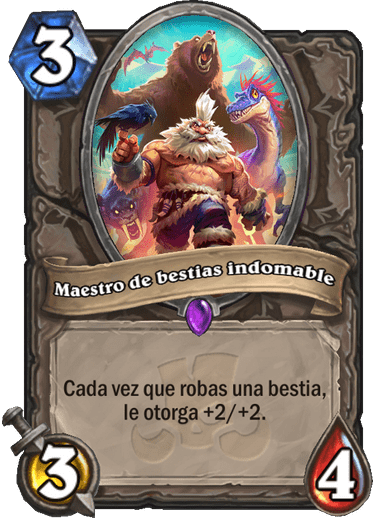 3
Maestro de bestias indomable
Cada vez que robas una bestia,
le otorga +2/+2.
3
4